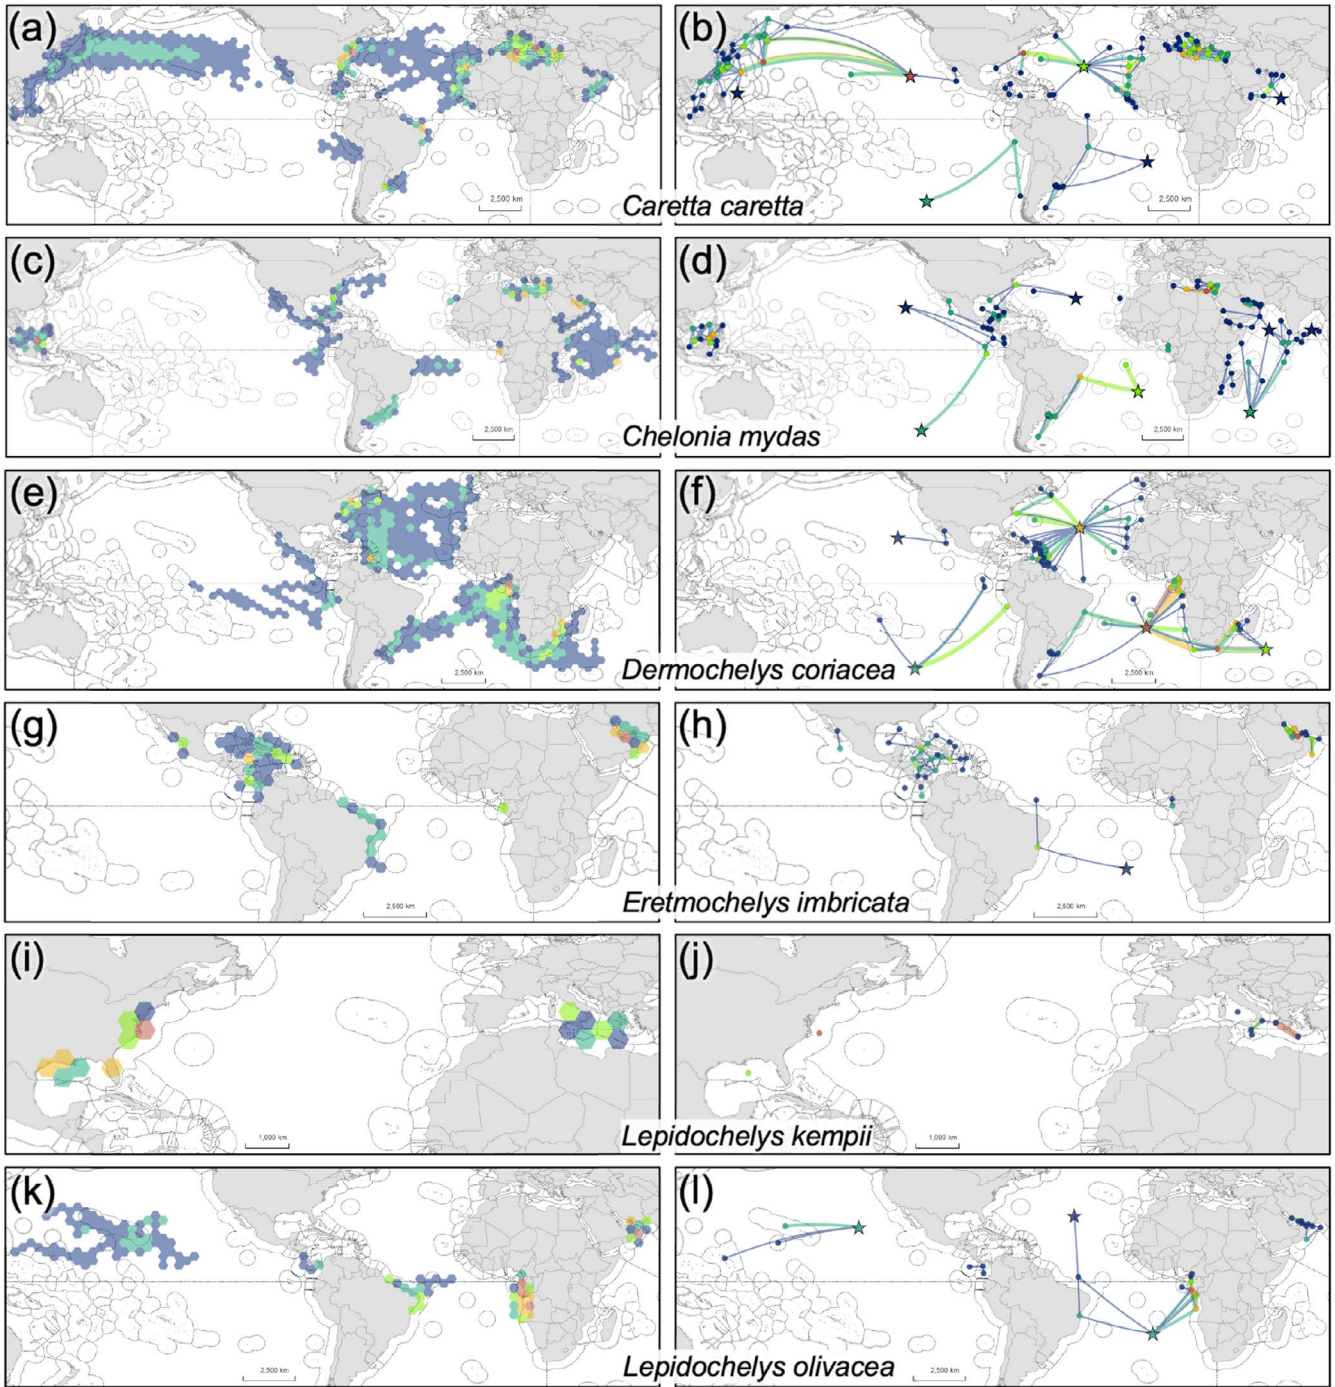 (a)
(b)
2,500 km
2,500 km
Caretta caretta
(c)
(d)
2,500 km
2,500 km
Chelonia mydas
(e)
(f)
2,500 km
2,500 km
Dermochelys coriacea
(g)
(h)
2,500 km
2,500 km
Eretmochelys imbricata
(i)
(j)
1,000 km
1,000 km
Lepidochelys kempii
(k)
(l)
2,500 km
2,500 km
Lepidochelys olivacea